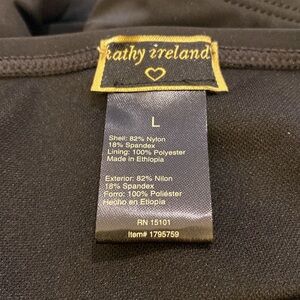 kathy ireland
L
Shell: 82% Nylon
18% Spandex
Lining: 100% Polyester
Made in Ethiopia
Exterior: 82% Nilon
18% Spandex
Forro: 100% Poliéster
Hecho en Etiopia
RN 15101
Item# 1795759